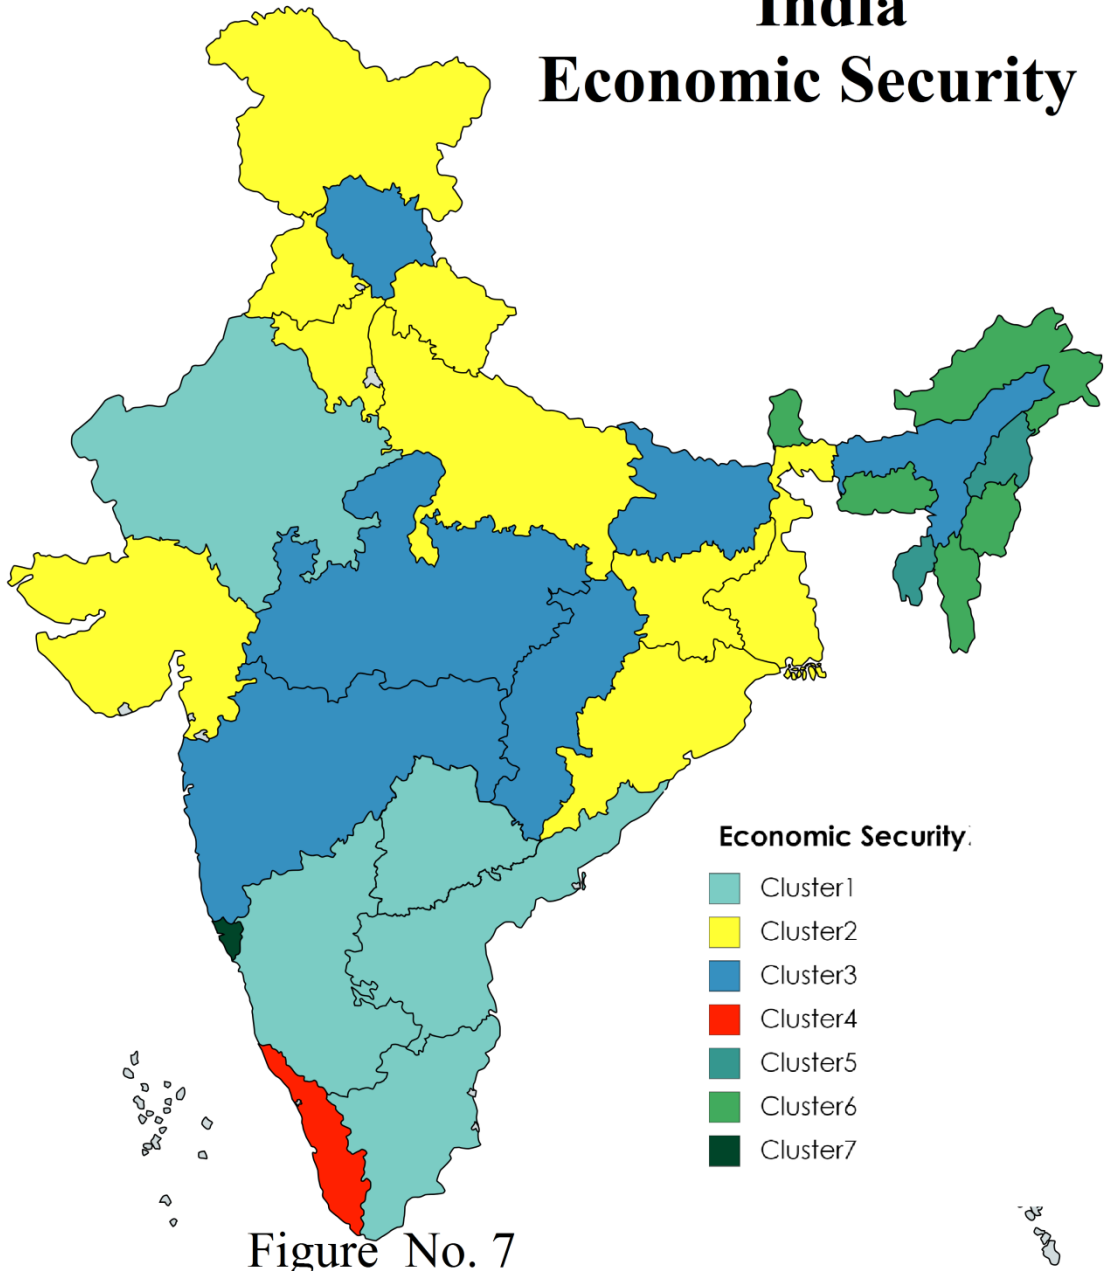 India
Economic Security
Economic Security
Cluster1
Cluster2
Cluster3
Cluster4
Cluster5
Cluster6
Cluster7
Figure No. 7